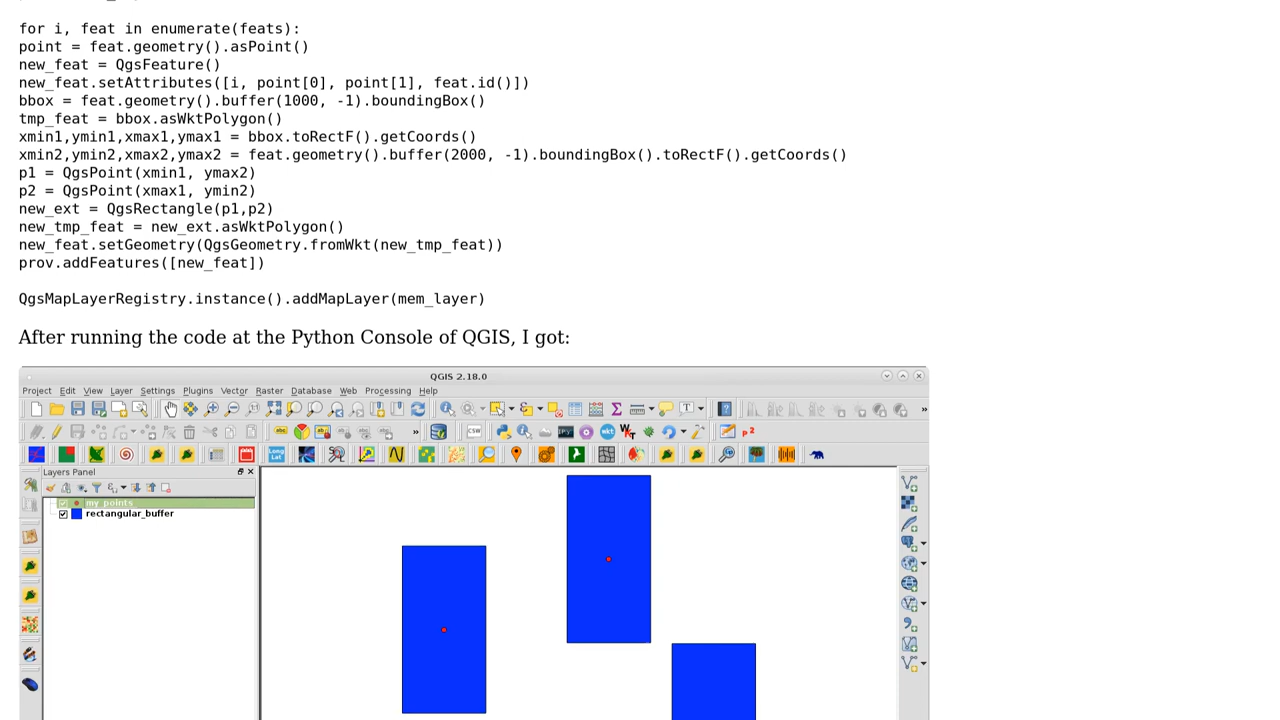 for i, feat in enumerate(feats):
point = feat.geometry().asPoint()
new_feat = QgsFeature()
new_feat.setAttributes([i, point[0], point[1], feat.id()])
bbox = feat.geometry().buffer(1000, -1).boundingBox()
tmp_feat = bbox.asWktPolygon()
xmin1,ymin1,xmax1,ymax1 = bbox.toRectF().getCoords()
xmin2,ymin2,xmax2,ymax2 = feat.geometry().buffer(2000, -1).boundingBox().toRectF().getCoords()
p1 = QgsPoint(xmin1, ymax2)
p2 = QgsPoint(xmax1, ymin2)
new_ext = QgsRectangle(p1,p2)
new_tmp_feat = new_ext.asWktPolygon()
new_feat.setGeometry(QgsGeometry.fromWkt(new_tmp_feat))
prov.addFeatures([new_feat])
QgsMapLayerRegistry.instance().addMapLayer(mem_layer)
After running the code at the Python Console of QGIS, I got:
QGIS 2.18.0
Project Edit View Layer Settings Plugins Vector Raster Database Web Processing Help
Layers Panel
my_points
rectangular_buffer